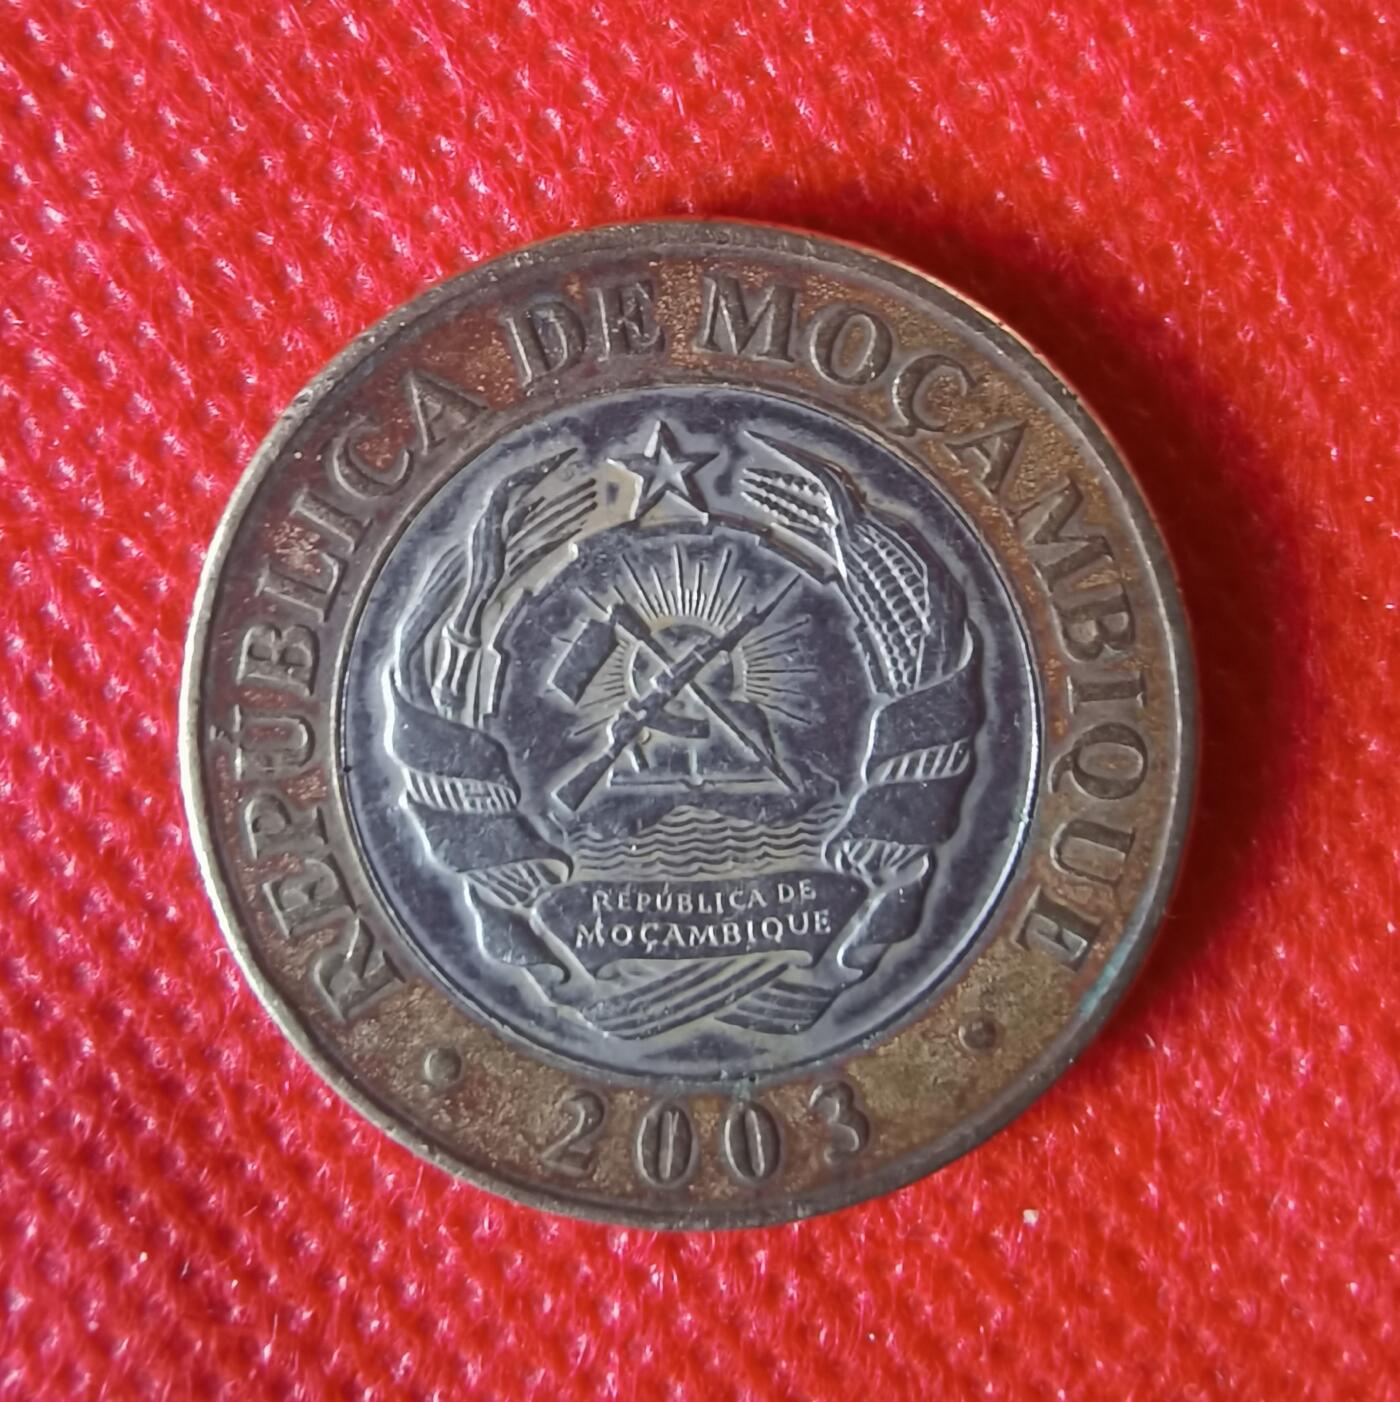 REPÚBLICA DE MOÇAMBIQUE
REPÚBLICA DE
MOÇAMBIQUE
• 2003 •